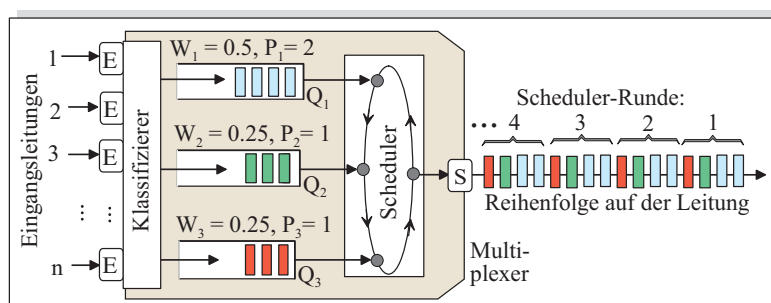 Eingangsleitungen
1
2
3
...
n
E
E
E
...
E
Klassifizierer
W1 = 0.5, P1 = 2
Q1
W2 = 0.25, P2 = 1
Q2
W3 = 0.25, P3 = 1
Q3
Scheduler
S
Multi-
plexer
Scheduler-Runde:
... 4 3 2 1
Reihenfolge auf der Leitung